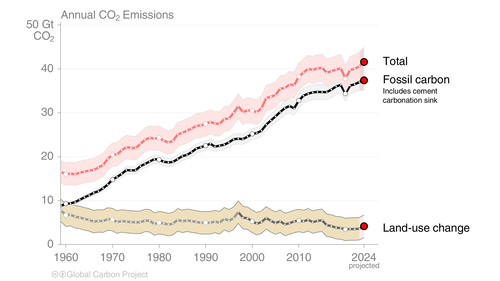 Annual CO₂ Emissions
50 Gt
CO₂
40
30
20
10
0
1960
1970
1980
1990
2000
2010
2024
projected
Total
Fossil carbon
Includes cement
carbonation sink
Land-use change
Global Carbon Project